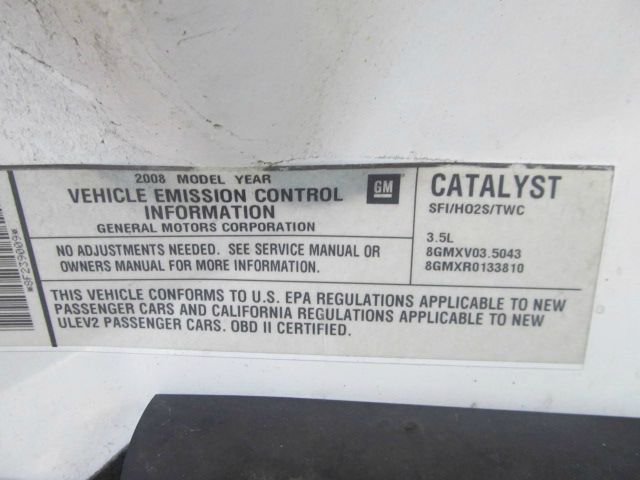 *8F239009*
2008 MODEL YEAR
VEHICLE EMISSION CONTROL
INFORMATION
GENERAL MOTORS CORPORATION
GM
CATALYST
SFI/HO2S/TWC
3.5L
8GMXV03.5043
8GMXR0133810
NO ADJUSTMENTS NEEDED. SEE SERVICE MANUAL OR
OWNERS MANUAL FOR MORE INFORMATION.
THIS VEHICLE CONFORMS TO U.S. EPA REGULATIONS APPLICABLE TO NEW
PASSENGER CARS AND CALIFORNIA REGULATIONS APPLICABLE TO NEW
ULEV2 PASSENGER CARS. OBD II CERTIFIED.